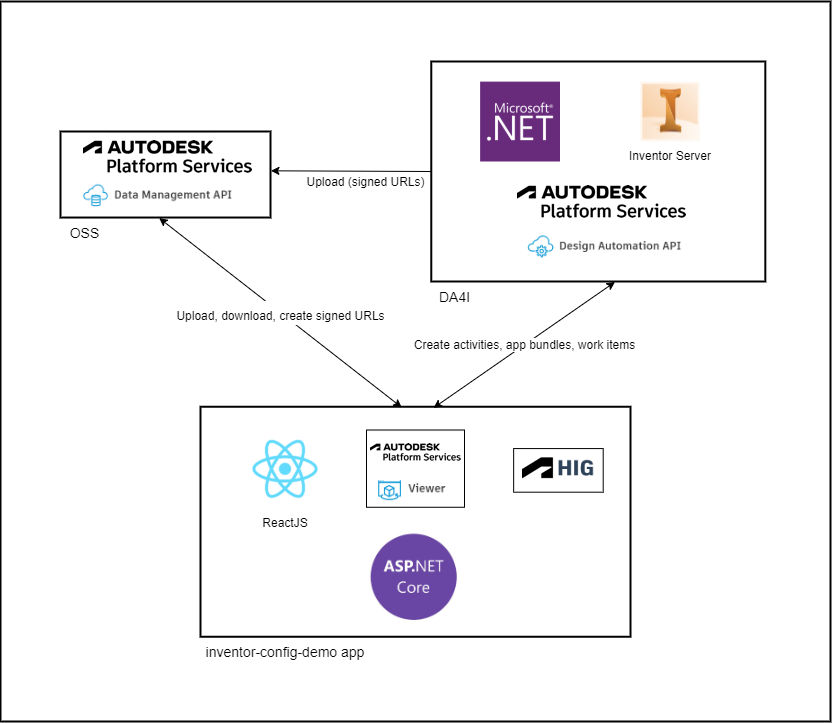 Microsoft®
.NET
Inventor Server
AUTODESK
Platform Services
Data Management API
OSS
Upload (signed URLs)
AUTODESK
Platform Services
Design Automation API
DA4I
Upload, download, create signed URLs
Create activities, app bundles, work items
ReactJS
AUTODESK
Platform Services
Viewer
HIG
ASP.NET
Core
inventor-config-demo app